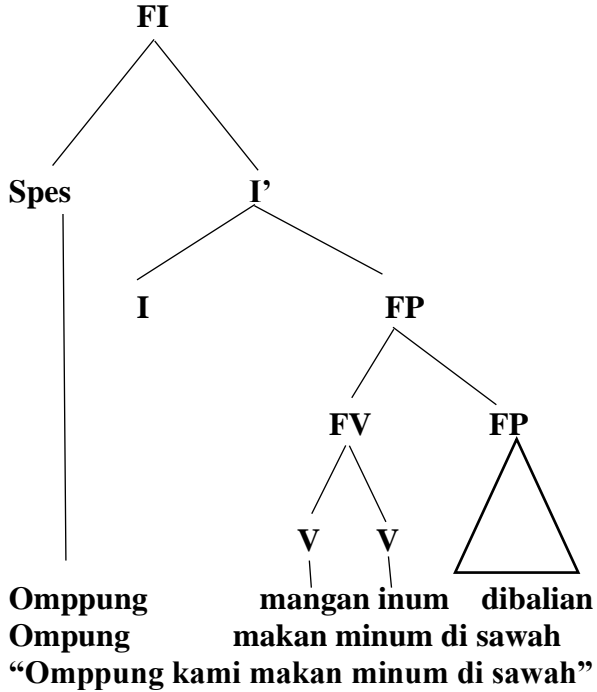 FI
Spes I’
I FP
FV FP
V V
Omppung mangan inum dibalian
Ompung makan minum di sawah
“Omppung kami makan minum di sawah”